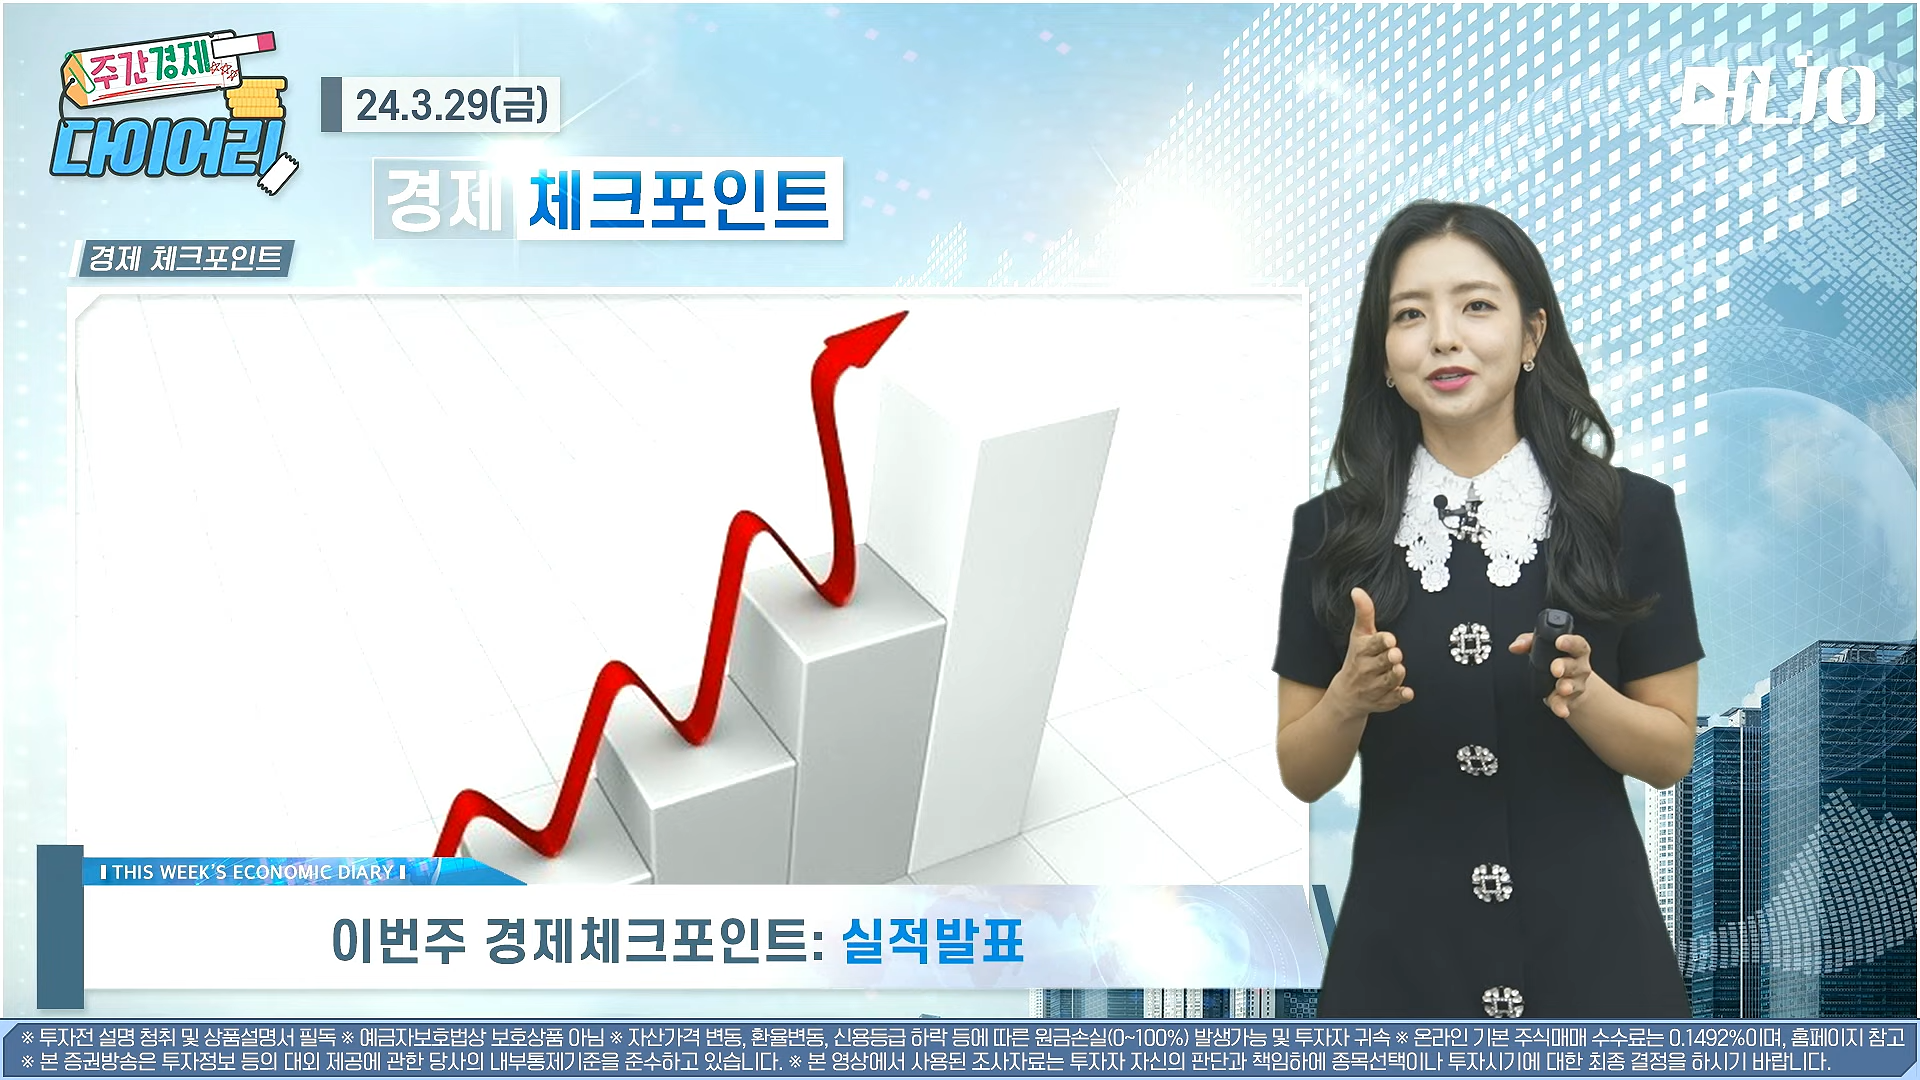 주간경제
다이어리
24.3.29(금)
경제 체크포인트
경제 체크포인트
THIS WEEK'S ECONOMIC DIARY
이번주 경제체크포인트: 실적발표
※ 투자전 설명 청취 및 상품설명서 필독 ※ 예금자보호법상 보호상품 아님 ※ 자산가격 변동, 환율변동, 신용등급 하락 등에 따른 원금손실(0~100%) 발생가능 및 투자자 귀속 ※ 온라인 기본 주식매매 수수료는 0.1492%이며, 홈페이지 참고
※ 본 증권방송은 투자정보 등의 대외 제공에 관한 당사의 내부통제기준을 준수하고 있습니다. ※ 본 영상에서 사용된 조사자료는 투자자 자신의 판단과 책임하에 종목선택이나 투자시기에 대한 최종 결정을 하시기 바랍니다.